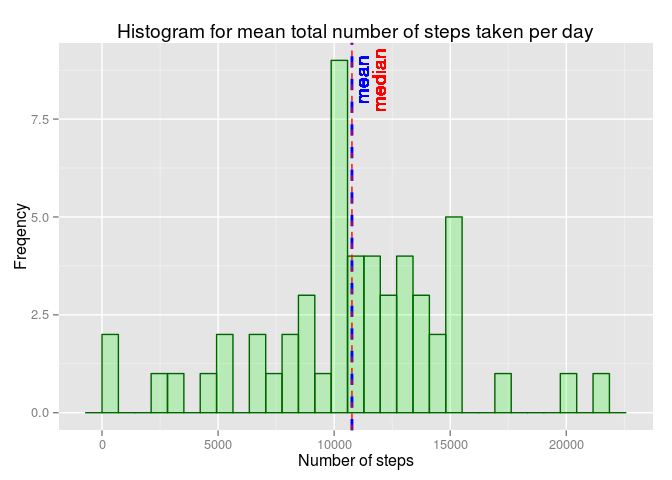 Histogram for mean total number of steps taken per day
mean
median
7.5
5.0
2.5
0.0
Freqency
0
5000
10000
15000
20000
Number of steps